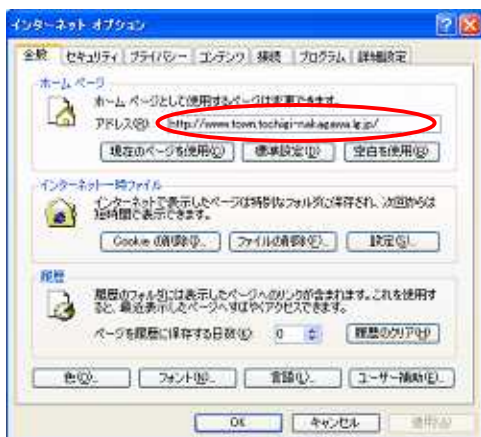 インターネット オプション
全般 セキュリティ プライバシー コンテンツ 接続 プログラム 詳細設定
ホーム ページ
ホーム ページとして使用するページは変更できます。
アドレス(R): http://www.town.tochigi-nakagawa.lg.jp/
現在のページを使用(C) 標準設定(D) 空白を使用(B)
インターネット一時ファイル
インターネットで表示したページは特別なフォルダに保存され、次回からは
短時間で表示できます。
Cookie の削除(I)... ファイルの削除(F)... 設定(S)...
履歴
履歴のフォルダには表示したページへのリンクが含まれます。これを使用す
ると、最近表示したページへすばやくアクセスできます。
ページを履歴に保存する日数(K): 0 履歴のクリア(H)
色(O)... フォント(N)... 言語(L)... ユーザー補助(E)...
OK キャンセル 適用(A)